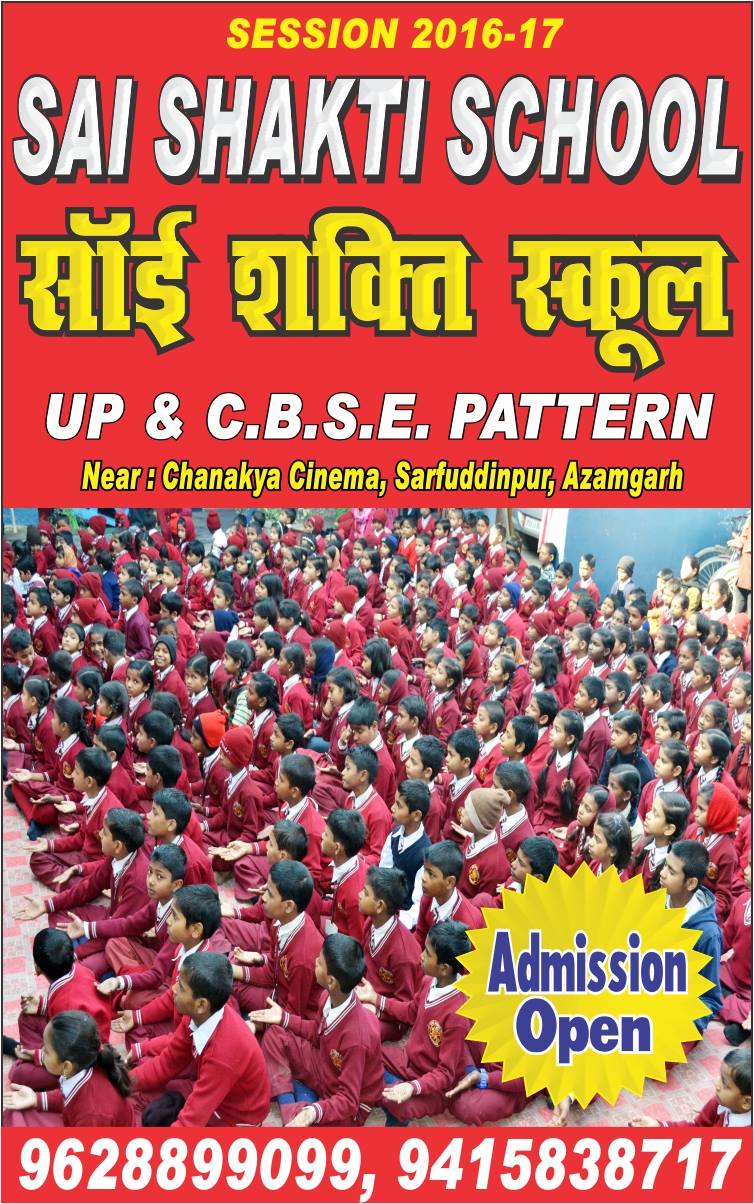 SESSION 2016-17
SAI SHAKTI SCHOOL
सॉई शक्ति स्कूल
UP & C.B.S.E. PATTERN
Near : Chanakya Cinema, Sarfuddinpur, Azamgarh
Admission
Open
9628899099, 9415838717